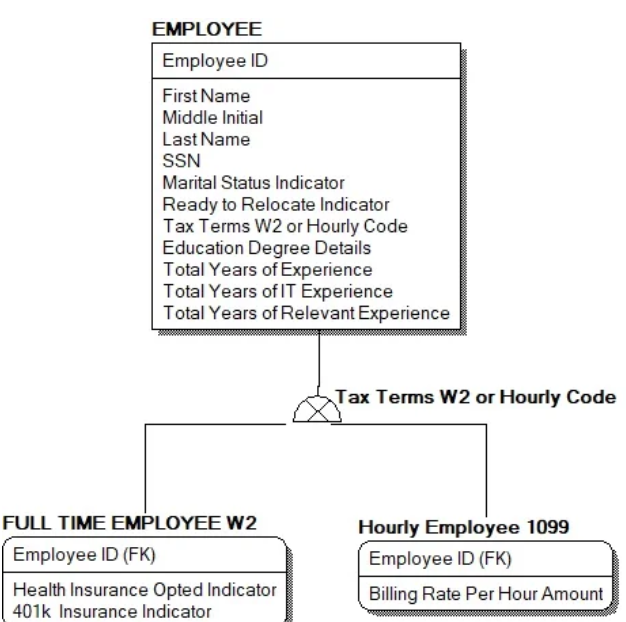 EMPLOYEE
Employee ID
First Name
Middle Initial
Last Name
SSN
Marital Status Indicator
Ready to Relocate Indicator
Tax Terms W2 or Hourly Code
Education Degree Details
Total Years of Experience
Total Years of IT Experience
Total Years of Relevant Experience
Tax Terms W2 or Hourly Code
FULL TIME EMPLOYEE W2
Employee ID (FK)
Health Insurance Opted Indicator
401k Insurance Indicator
Hourly Employee 1099
Employee ID (FK)
Billing Rate Per Hour Amount